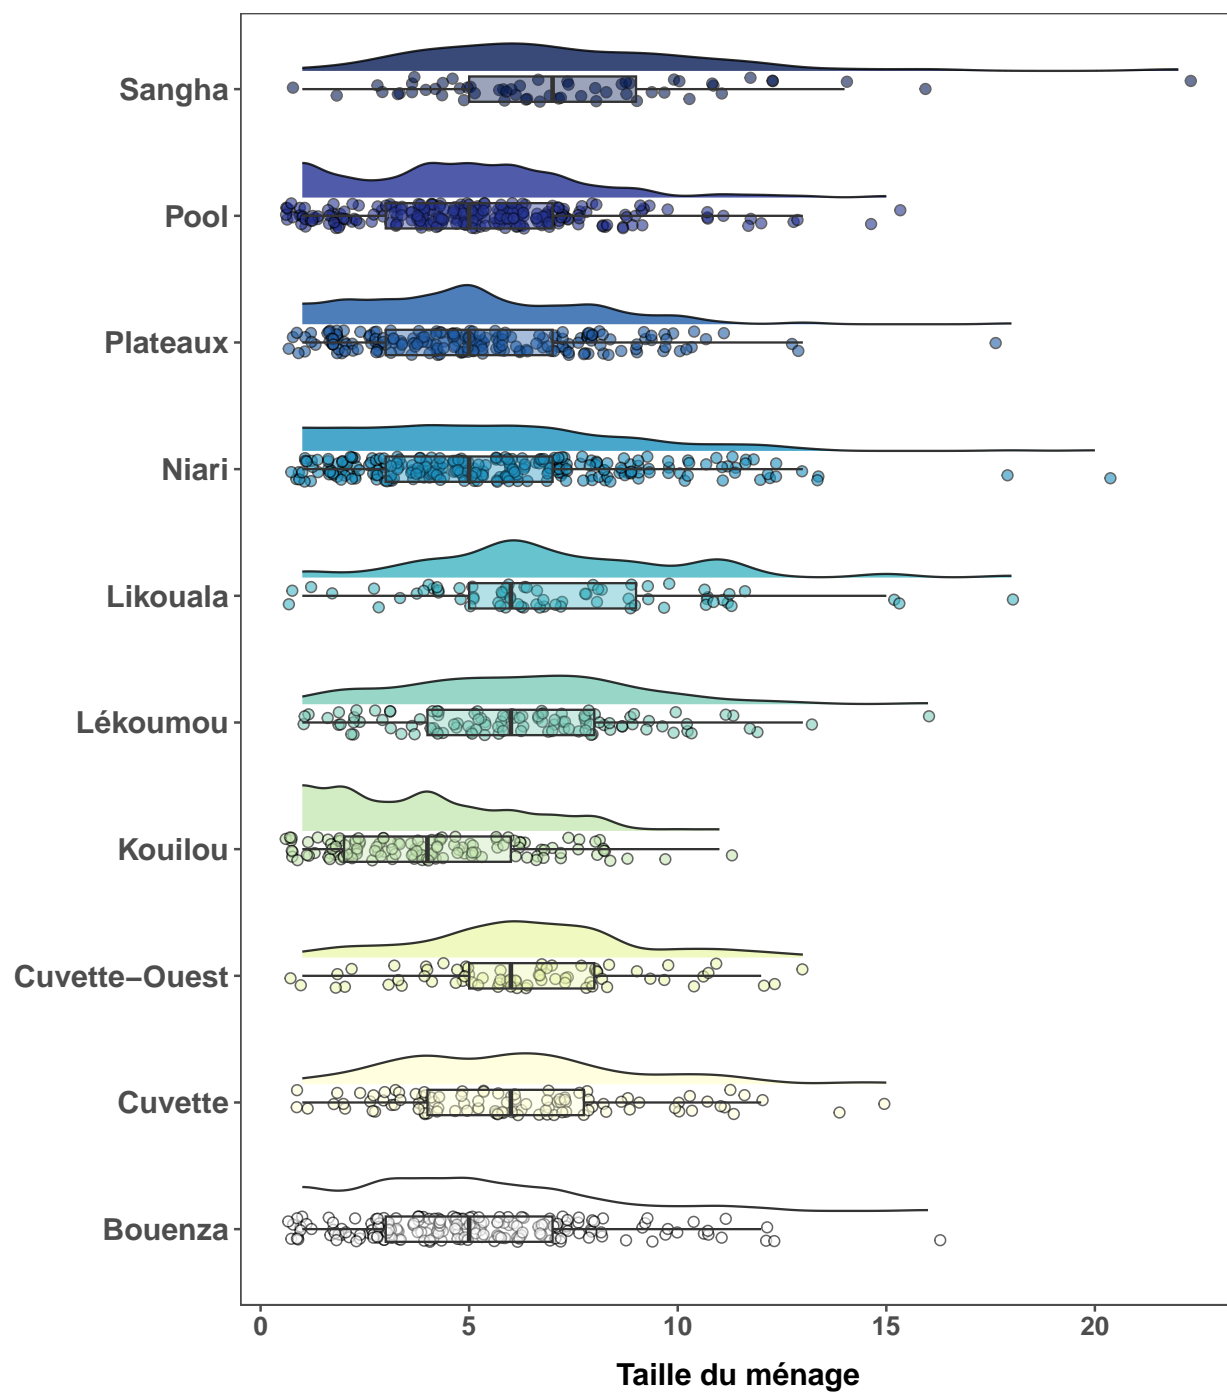 Sangha
Pool
Plateaux
Niari
Likouala
Lékoumou
Kouilou
Cuvette−Ouest
Cuvette
Bouenza
0 5 10 15 20
Taille du ménage